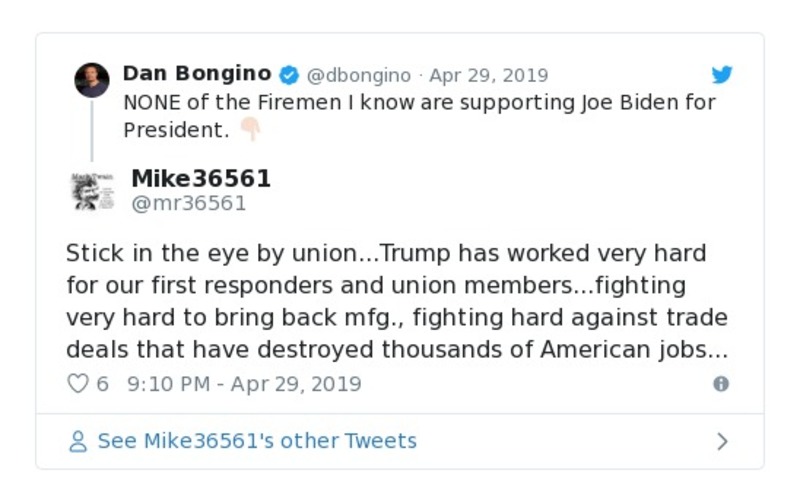 Dan Bongino @dbongino · Apr 29, 2019
NONE of the Firemen I know are supporting Joe Biden for
President. 👇🏻
Mike36561
@mr36561
Stick in the eye by union...Trump has worked very hard
for our first responders and union members...fighting
very hard to bring back mfg., fighting hard against trade
deals that have destroyed thousands of American jobs...
6 9:10 PM - Apr 29, 2019
See Mike36561's other Tweets